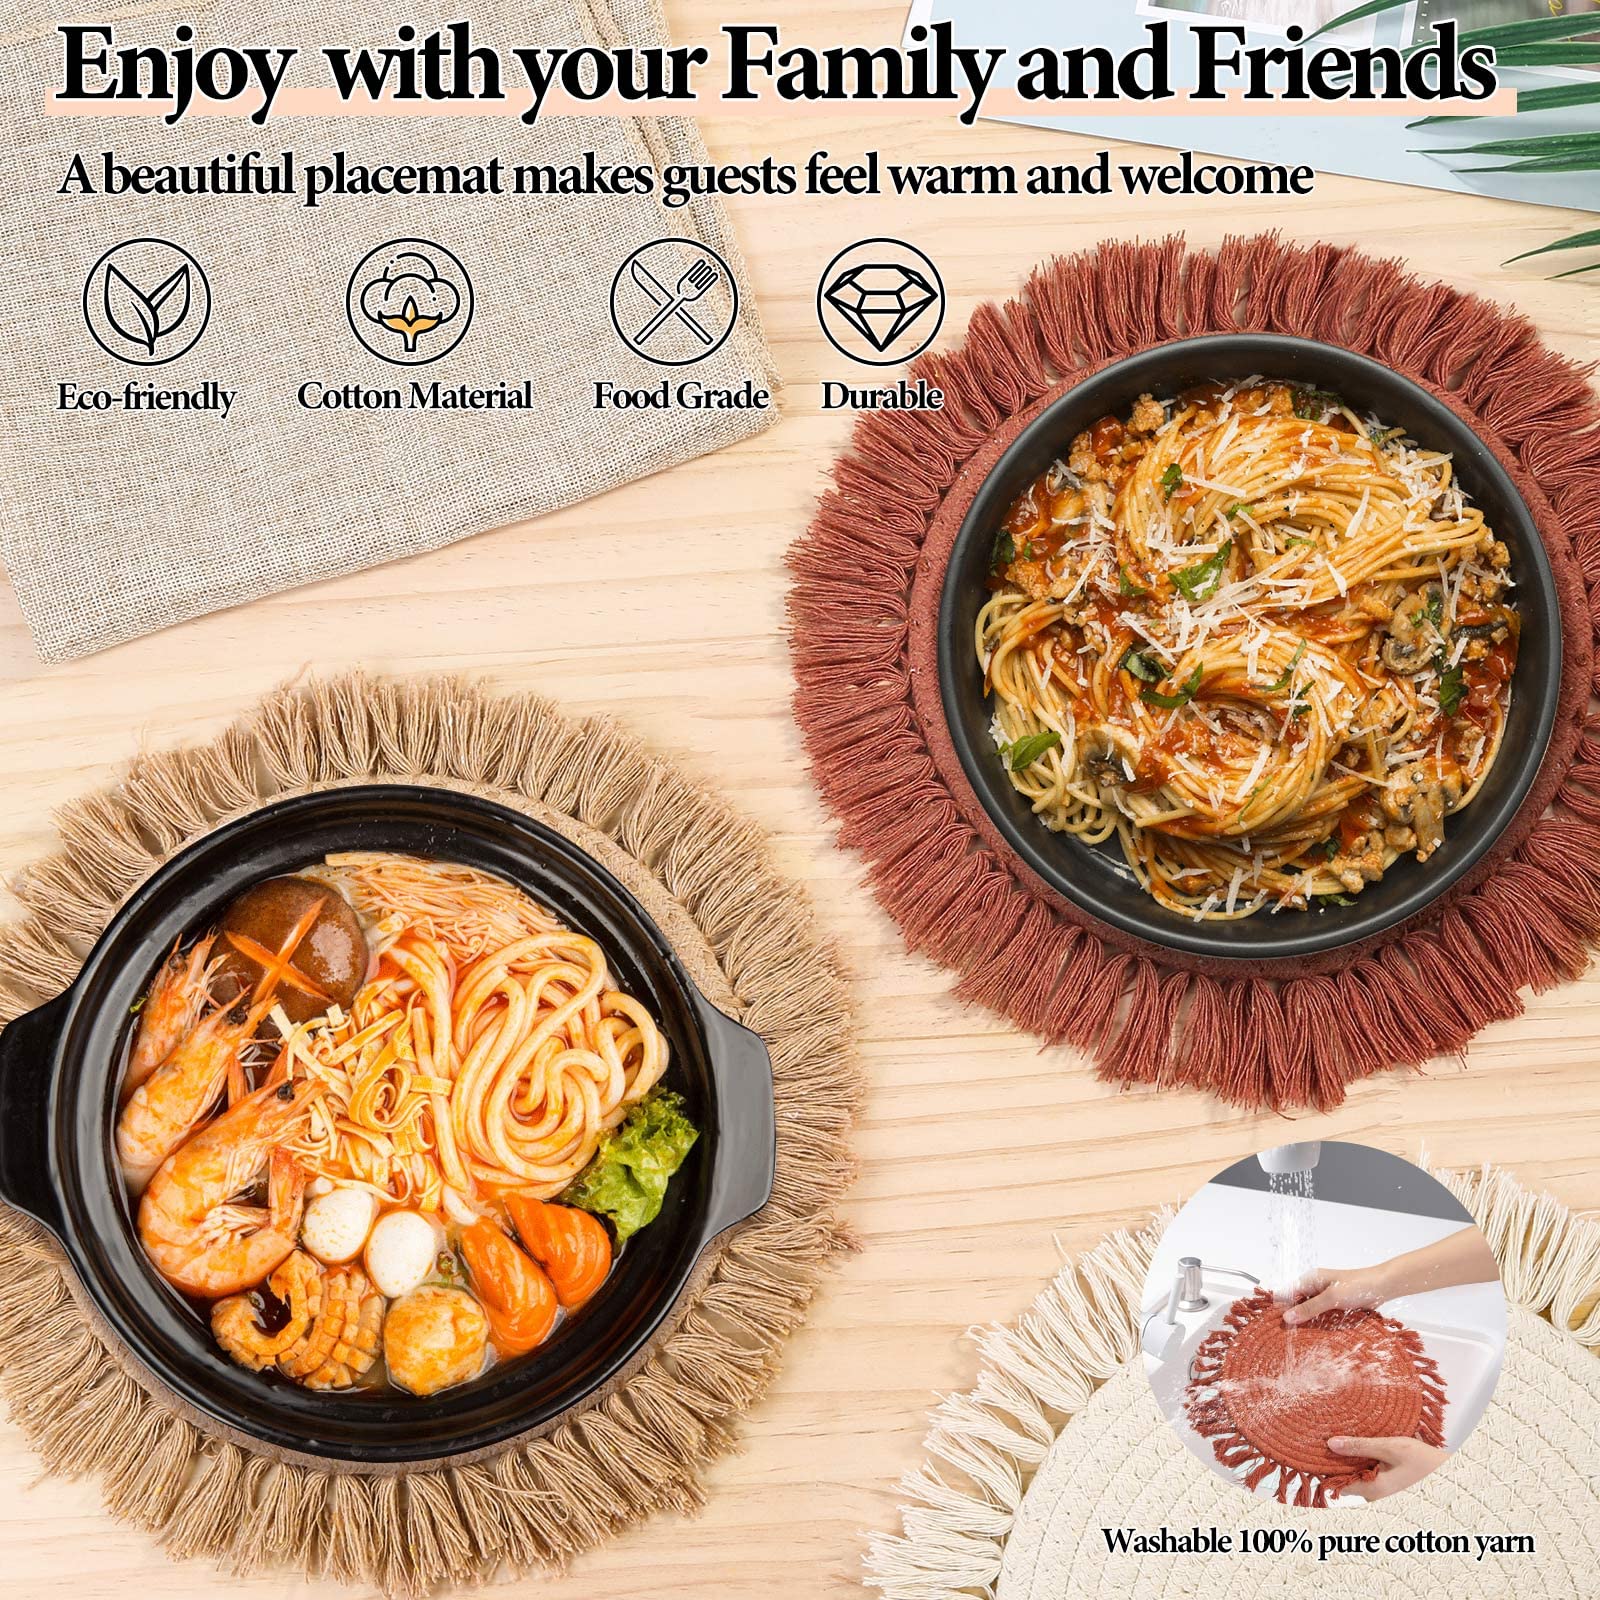 Enjoy with your Family and Friends
A beautiful placemat makes guests feel warm and welcome
Eco-friendly
Cotton Material
Food Grade
Durable
Washable 100% pure cotton yarn